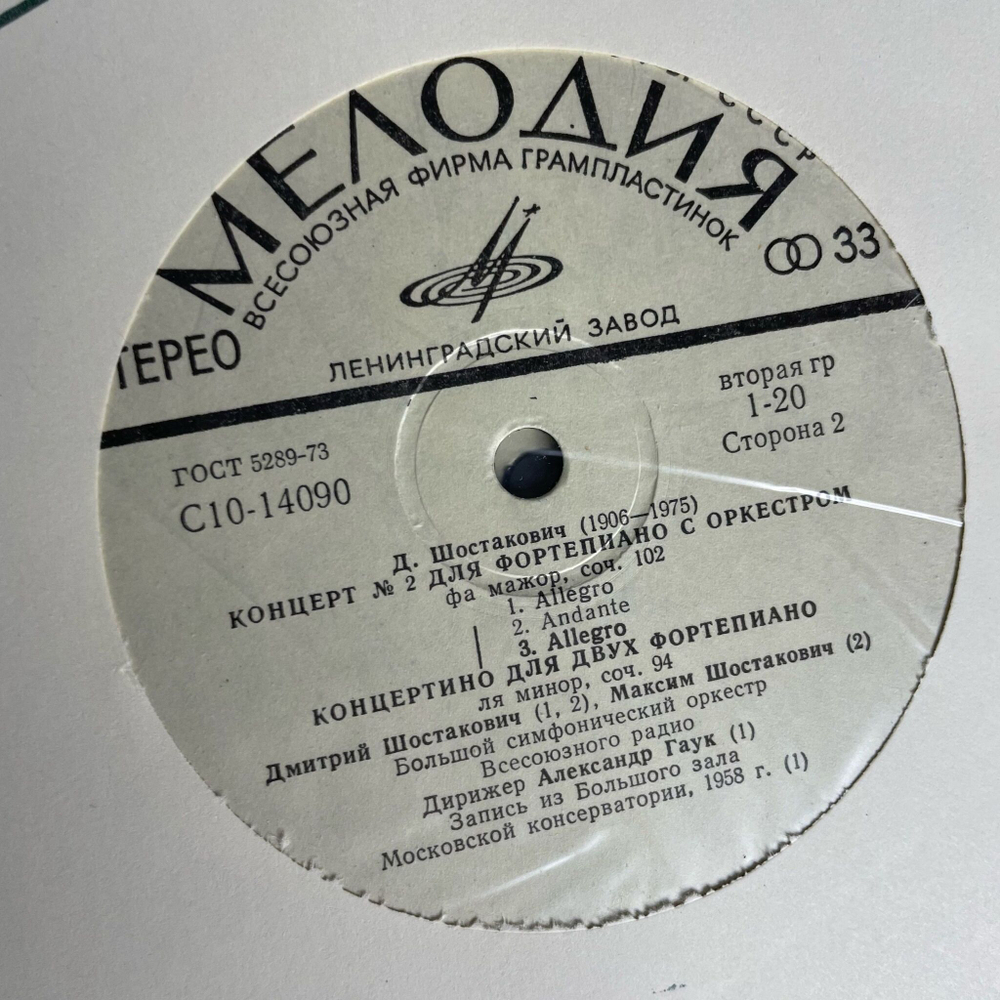 СССР
МЕЛОДИЯ
ВСЕСОЮЗНАЯ ФИРМА ГРАМПЛАСТИНОК
33
ТЕРЕО
ЛЕНИНГРАДСКИЙ ЗАВОД
вторая гр
1-20
Сторона 2
ГОСТ 5289-73
С10-14090
Д. Шостакович (1906—1975)
КОНЦЕРТ № 2 ДЛЯ ФОРТЕПИАНО С ОРКЕСТРОМ
фа мажор, соч. 102
1. Allegro
2. Andante
3. Allegro
КОНЦЕРТИНО ДЛЯ ДВУХ ФОРТЕПИАНО
ля минор, соч. 94
Дмитрий Шостакович (1, 2), Максим Шостакович (2)
Большой симфонический оркестр
Всесоюзного радио
Дирижер Александр Гаук (1)
Запись из Большого зала
Московской консерватории, 1958 г. (1)